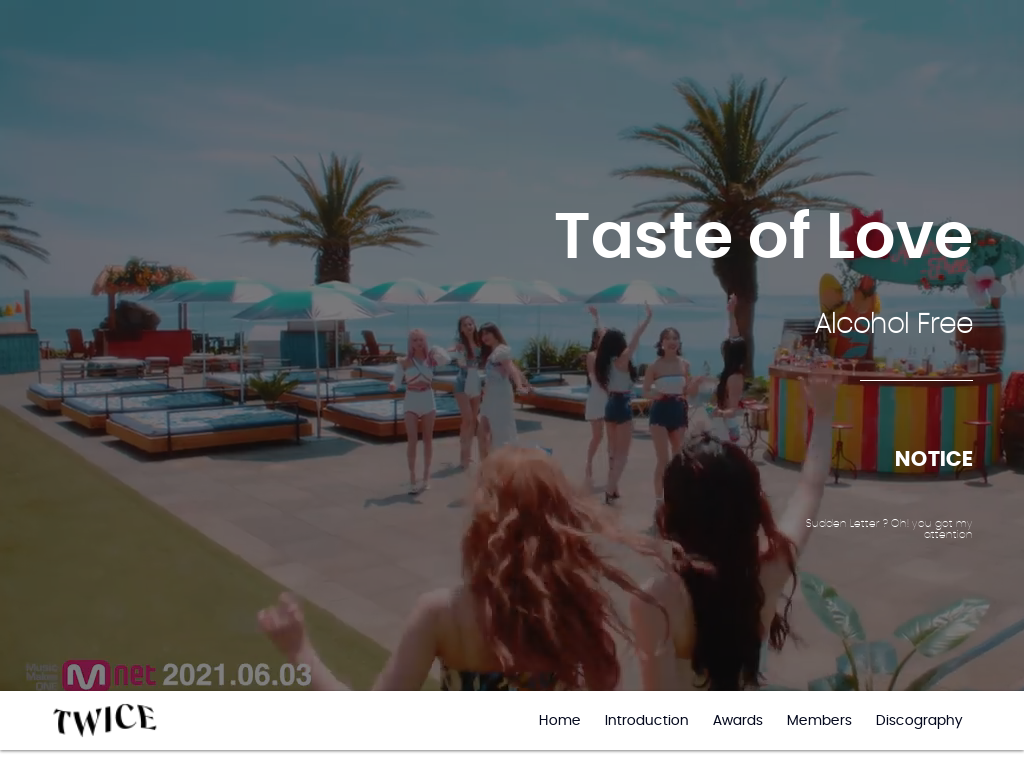 Taste of Love
Alcohol Free
NOTICE
Sudden Letter ? Oh! you got my
attention
Music
Makes
ONE
Mnet 2021.06.03
TWICE
Home Introduction Awards Members Discography